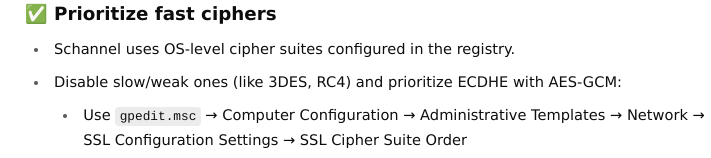 ✅ Prioritize fast ciphers
• Schannel uses OS-level cipher suites configured in the registry.
• Disable slow/weak ones (like 3DES, RC4) and prioritize ECDHE with AES-GCM:
• Use gpedit.msc → Computer Configuration → Administrative Templates → Network →
SSL Configuration Settings → SSL Cipher Suite Order